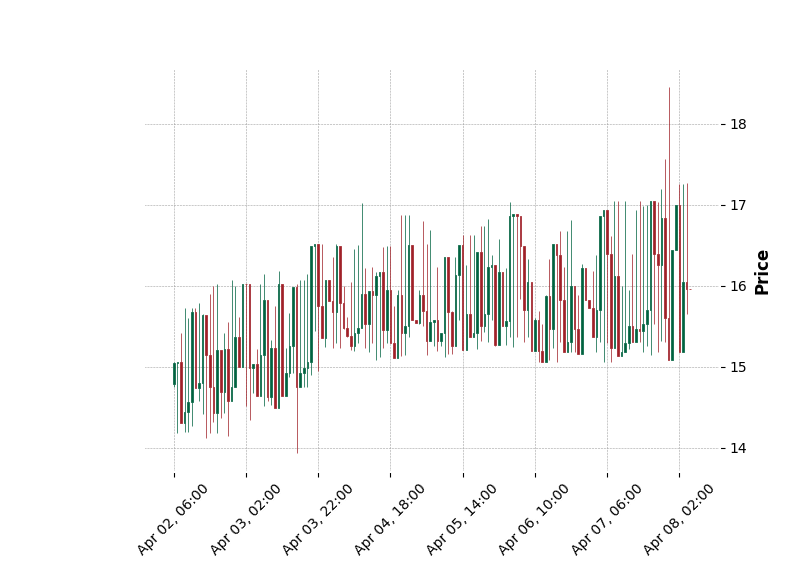 18
17
16
15
14
Price
Apr 02, 06:00
Apr 03, 02:00
Apr 03, 22:00
Apr 04, 18:00
Apr 05, 14:00
Apr 06, 10:00
Apr 07, 06:00
Apr 08, 02:00